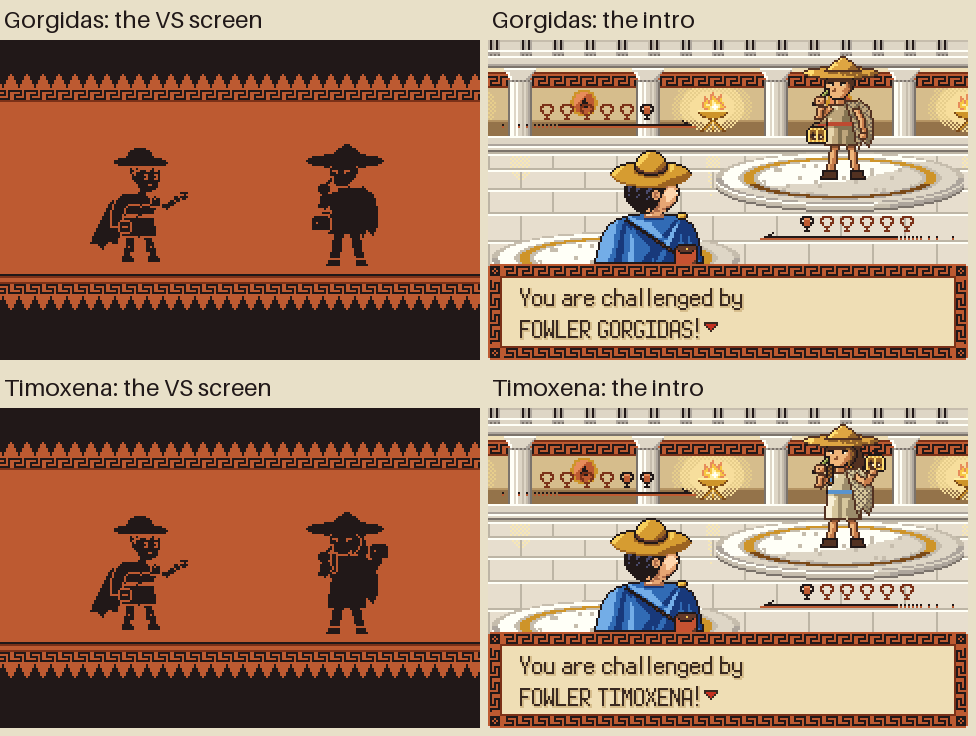 Gorgidas: the VS screen
Gorgidas: the intro
You are challenged by
FOWLER GORGIDAS!
Timoxena: the VS screen
Timoxena: the intro
You are challenged by
FOWLER TIMOXENA!